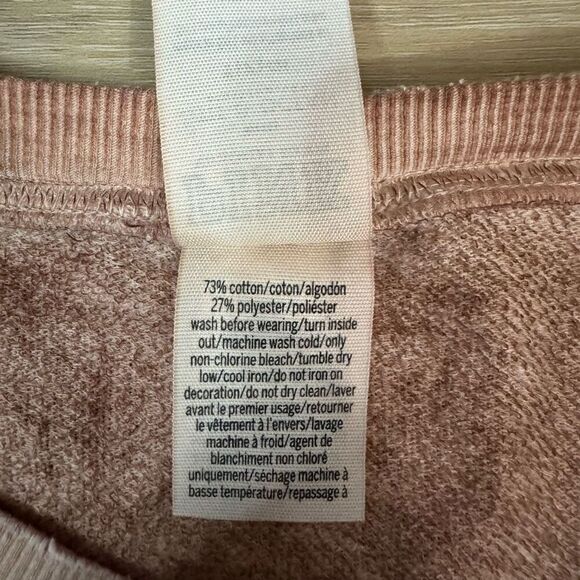 73% cotton/coton/algodón
27% polyester/poliéster
wash before wearing/turn inside
out/machine wash cold/only
non-chlorine bleach/tumble dry
low/cool iron/do not iron on
decoration/do not dry clean/laver
avant le premier usage/retourner
le vêtement à l'envers/lavage
machine à froid/agent de
blanchiment non chloré
uniquement/séchage machine à
basse température/repassage à